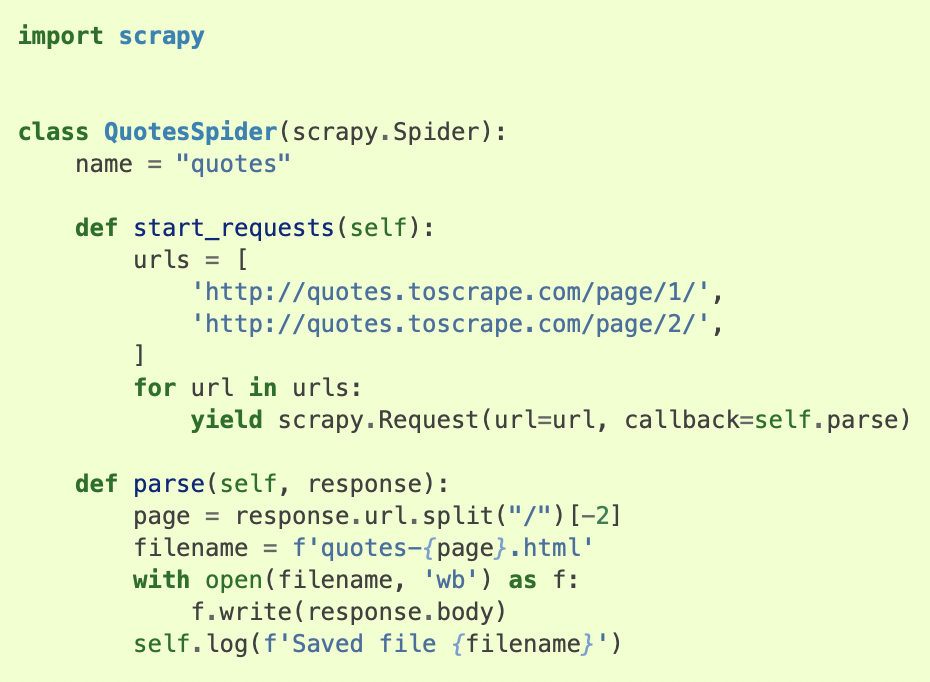 import scrapy


class QuotesSpider(scrapy.Spider):
    name = "quotes"

    def start_requests(self):
        urls = [
            'http://quotes.toscrape.com/page/1/',
            'http://quotes.toscrape.com/page/2/',
        ]
        for url in urls:
            yield scrapy.Request(url=url, callback=self.parse)

    def parse(self, response):
        page = response.url.split("/")[-2]
        filename = f'quotes-{page}.html'
        with open(filename, 'wb') as f:
            f.write(response.body)
        self.log(f'Saved file {filename}')